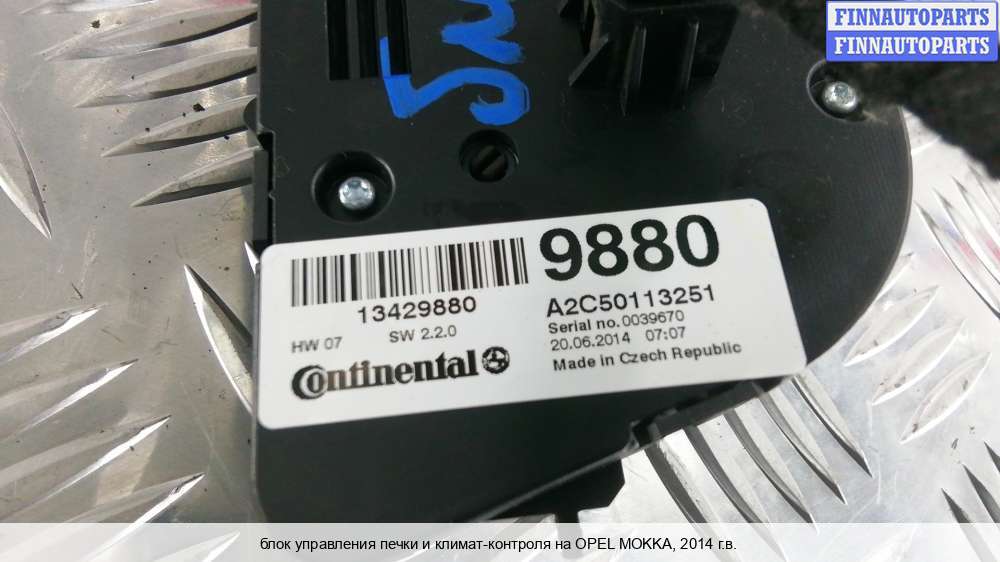 FINNAUTOPARTS
FINNAUTOPARTS
9880
13429880
A2C50113251
HW 07 SW 2.2.0
Serial no.0039670
20.06.2014 07:07
Continental
Made in Czech Republic
блок управления печки и климат-контроля на OPEL MOKKA, 2014 г.в.